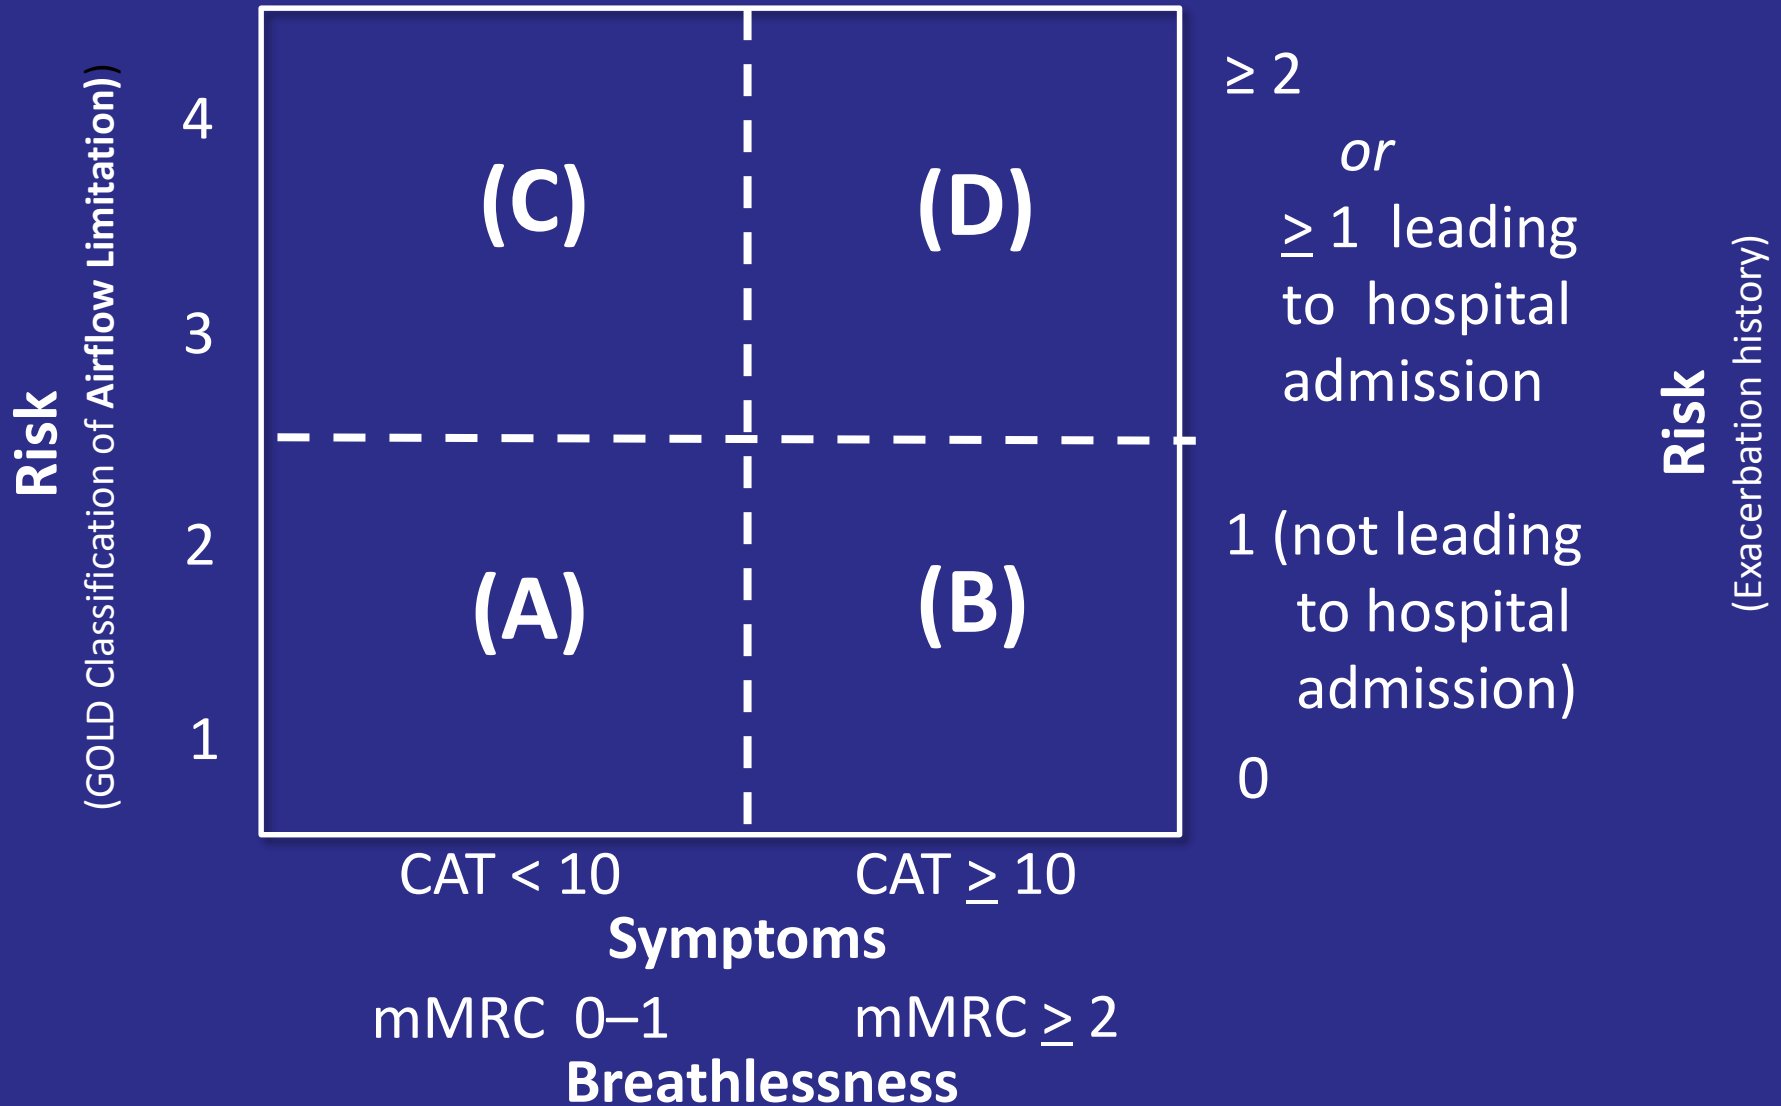 Risk
(GOLD Classification of Airflow Limitation))
4
3
2
1
(C)
(D)
(A)
(B)
≥ 2
or
≥ 1 leading
to hospital
admission
1 (not leading
to hospital
admission)
0
Risk
(Exacerbation history)
CAT < 10
CAT ≥ 10
Symptoms
mMRC 0–1
mMRC ≥ 2
Breathlessness